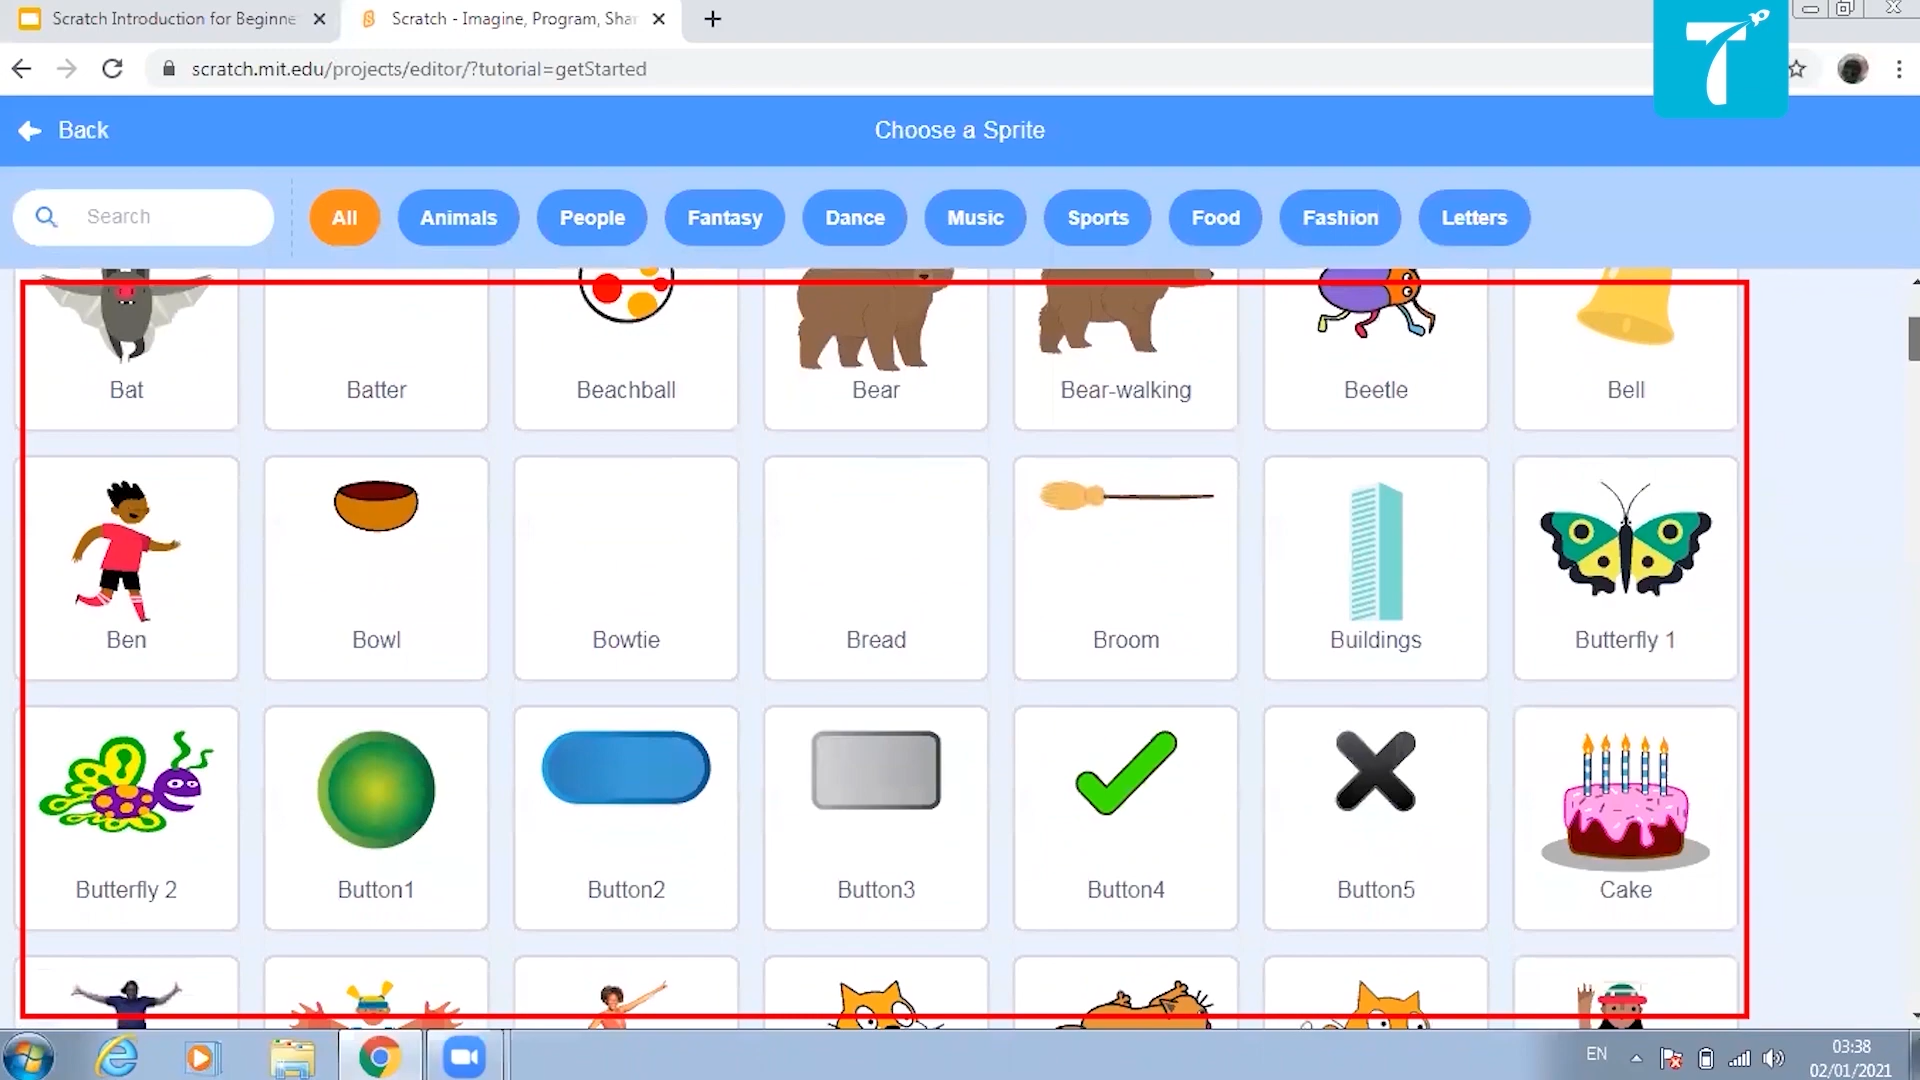 Scratch Introduction for Beginne
Scratch - Imagine, Program, Shar
scratch.mit.edu/projects/editor/?tutorial=getStarted
Back
Choose a Sprite
Search
All
Animals
People
Fantasy
Dance
Music
Sports
Food
Fashion
Letters
Bat
Batter
Beachball
Bear
Bear-walking
Beetle
Bell
Ben
Bowl
Bowtie
Bread
Broom
Buildings
Butterfly 1
Butterfly 2
Button1
Button2
Button3
Button4
Button5
Cake
EN
03:38
02/01/2021